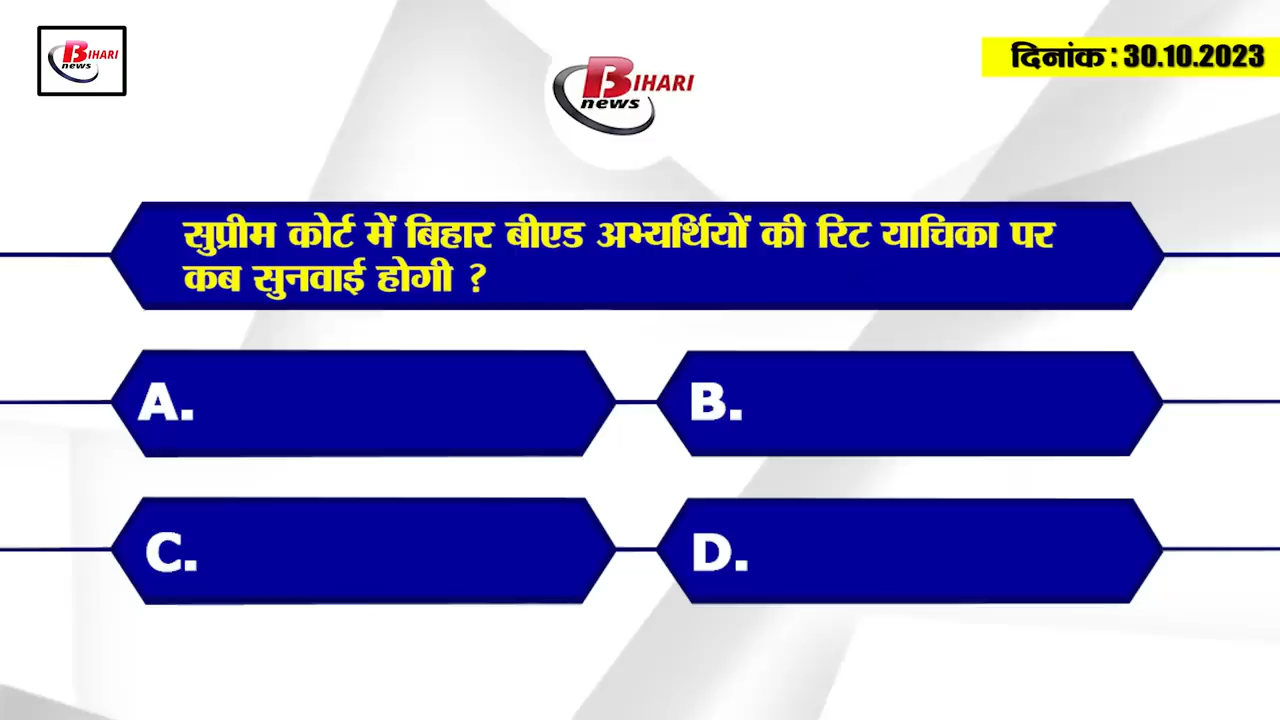 BIHARI
news
BIHARI
news
दिनांक : 30.10.2023
सुप्रीम कोर्ट में बिहार बीएड अभ्यर्थियों की रिट याचिका पर
कब सुनवाई होगी ?
A.
B.
C.
D.